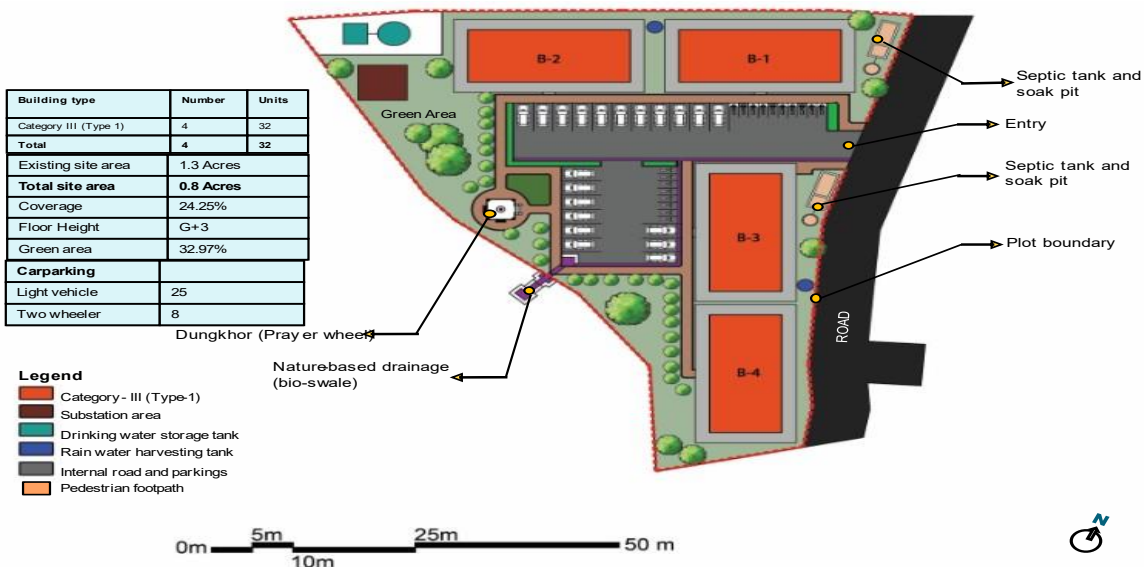 B-2
B-1
Septic tank and
soak pit
Building type Number Units
Category III (Type 1) 4 32
Total 4 32
Existing site area 1.3 Acres
Total site area 0.8 Acres
Coverage 24.25%
Floor Height G+3
Green area 32.97%
Carparking
Light vehicle 25
Two wheeler 8
Green Area
Entry
Septic tank and
soak pit
B-3
Plot boundary
ROAD
Dungkhor (Prayer wheel)
Nature-based drainage
(bio-swale)
B-4
Legend
Category - III (Type-1)
Substation area
Drinking water storage tank
Rain water harvesting tank
Internal road and parkings
Pedestrian footpath
0m 5m 10m 25m 50 m
N